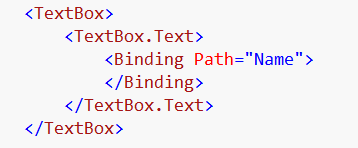 <TextBox>
<TextBox.Text>
<Binding Path="Name">
</Binding>
</TextBox.Text>
</TextBox>